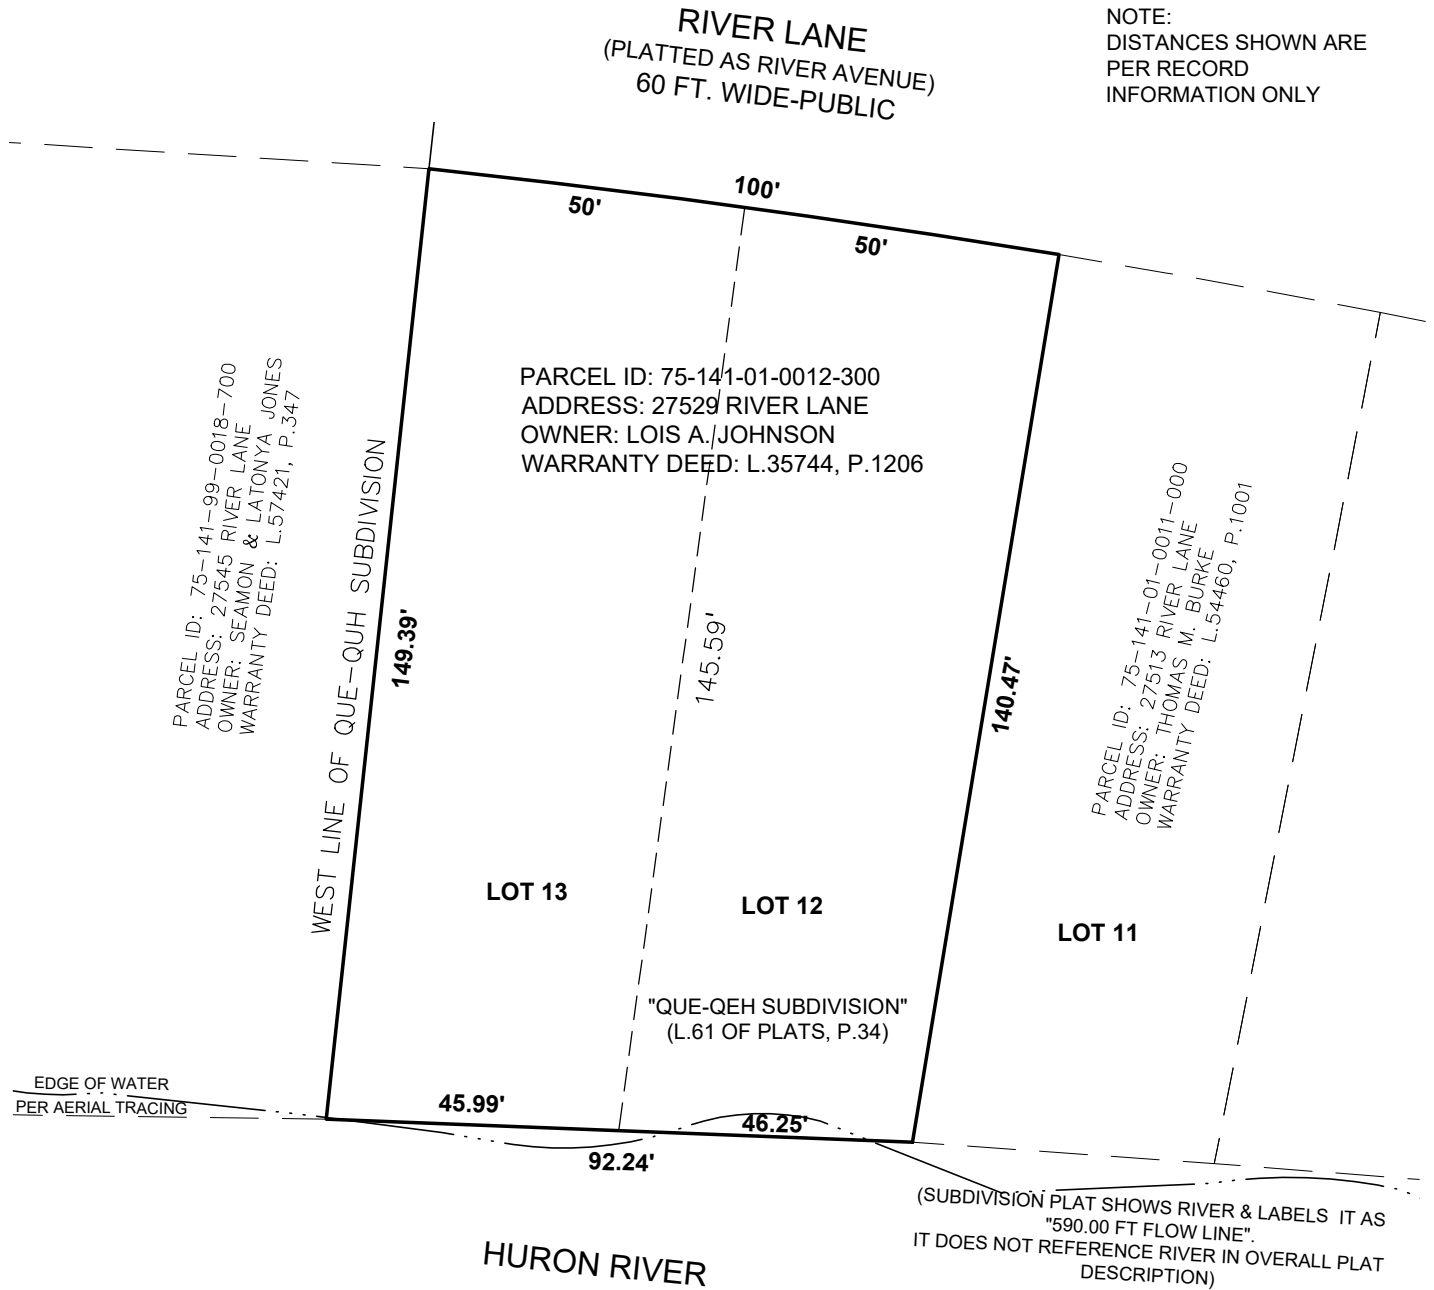 RIVER LANE
(PLATTED AS RIVER AVENUE)
60 FT. WIDE-PUBLIC
NOTE:
DISTANCES SHOWN ARE
PER RECORD
INFORMATION ONLY
100'
50'
50'
PARCEL ID: 75-141-01-0012-300
ADDRESS: 27529 RIVER LANE
OWNER: LOIS A. JOHNSON
WARRANTY DEED: L.35744, P.1206
PARCEL ID: 75-141-99-0018-700
ADDRESS: 27545 RIVER LANE
OWNER: SEAMON & LATONYA JONES
WARRANTY DEED: L.57421, P.347
WEST LINE OF QUE-QUH SUBDIVISION
149.39'
145.59'
140.47'
PARCEL ID: 75-141-01-0011-000
ADDRESS: 27513 RIVER LANE
OWNER: THOMAS M. BURKE
WARRANTY DEED: L.54460, P.1001
LOT 13
LOT 12
LOT 11
"QUE-QEH SUBDIVISION"
(L.61 OF PLATS, P.34)
EDGE OF WATER
PER AERIAL TRACING
45.99'
46.25'
92.24'
(SUBDIVISION PLAT SHOWS RIVER & LABELS IT AS
"590.00 FT FLOW LINE".
IT DOES NOT REFERENCE RIVER IN OVERALL PLAT
DESCRIPTION)
HURON RIVER